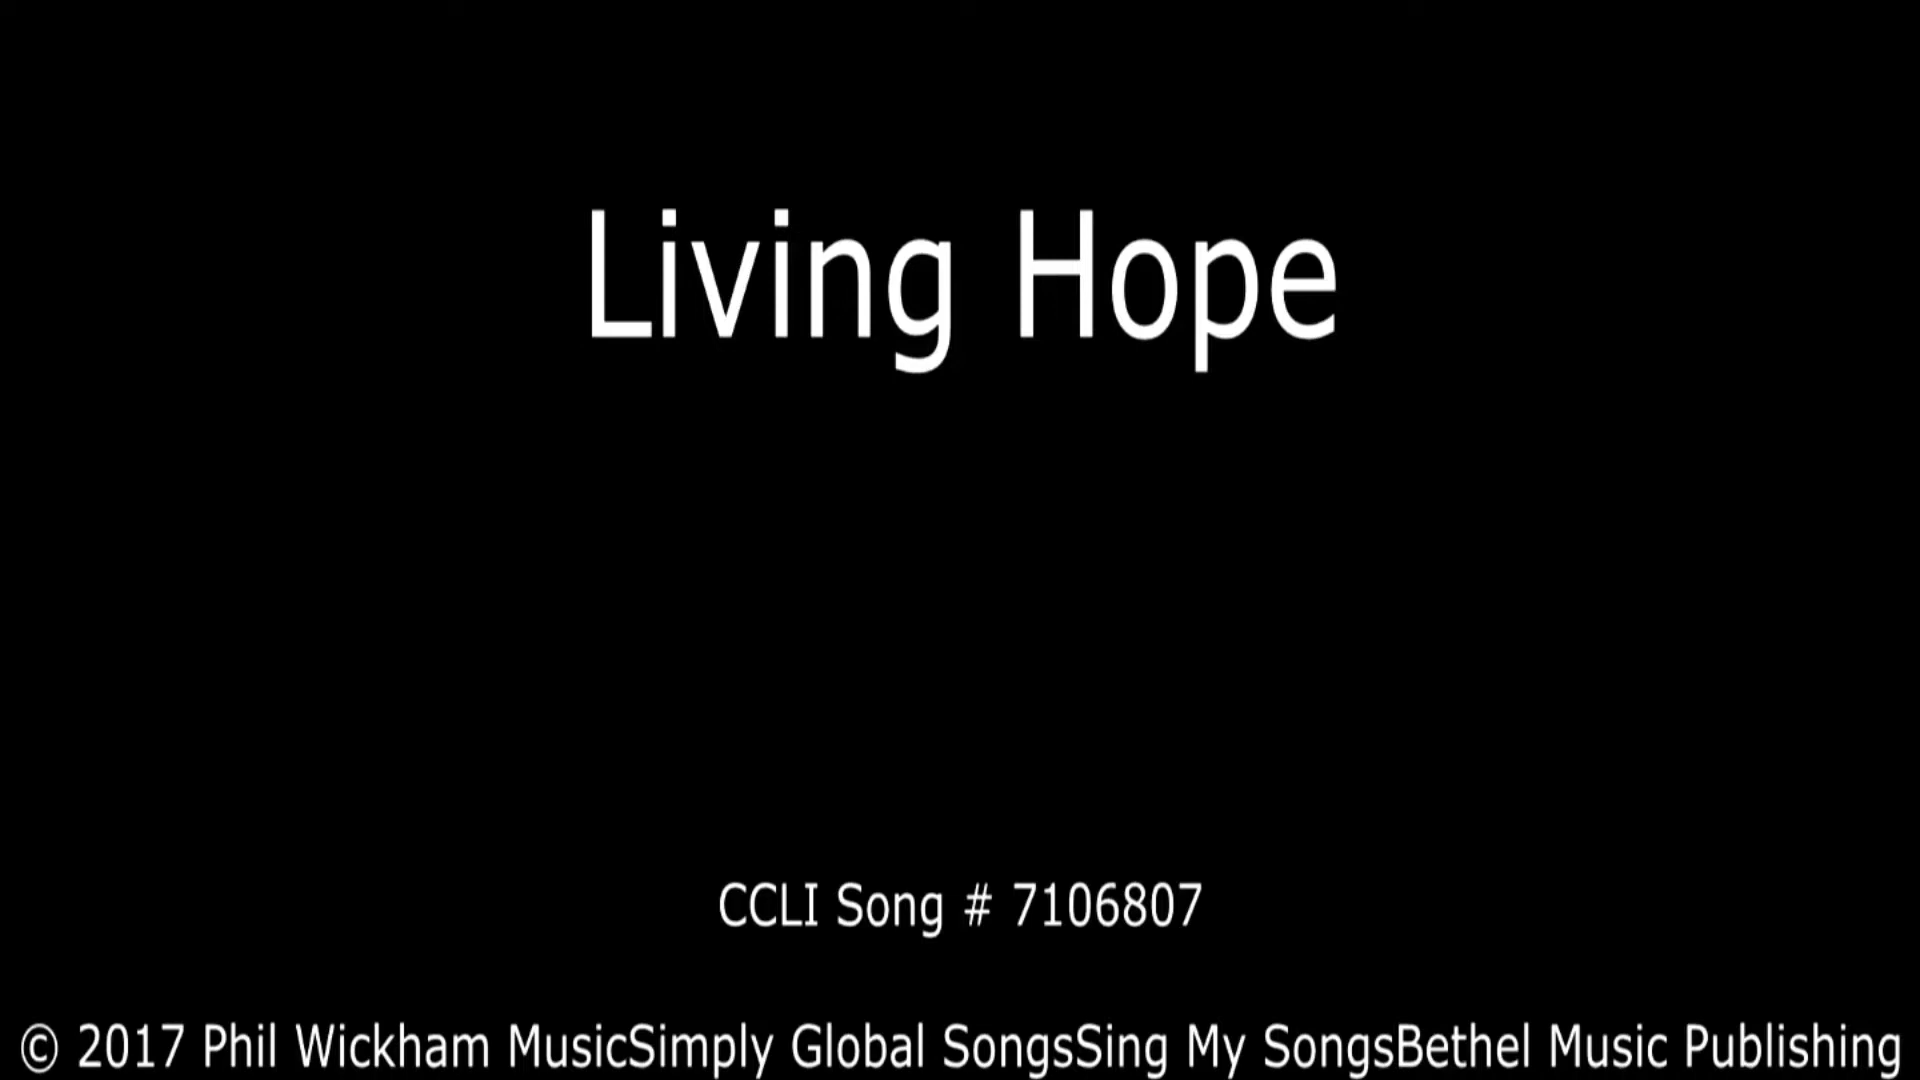 Living Hope
CCLI Song # 7106807
© 2017 Phil Wickham MusicSimply Global SongsSing My SongsBethel Music Publishing